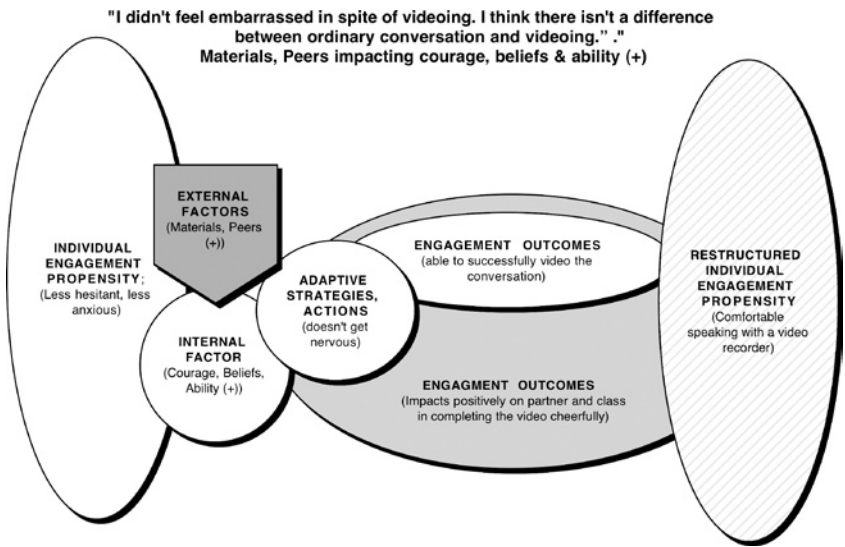 "I didn't feel embarrassed in spite of videoing. I think there isn't a difference
between ordinary conversation and videoing.” ."
Materials, Peers impacting courage, beliefs & ability (+)
INDIVIDUAL
ENGAGEMENT
PROPENSITY;
(Less hesitant, less
anxious)
EXTERNAL
FACTORS
(Materials, Peers
(+))
INTERNAL
FACTOR
(Courage, Beliefs,
Ability (+))
ADAPTIVE
STRATEGIES,
ACTIONS
(doesn't get
nervous)
ENGAGEMENT OUTCOMES
(able to successfully video the
conversation)
ENGAGMENT OUTCOMES
(Impacts positively on partner and class
in completing the video cheerfully)
RESTRUCTURED
INDIVIDUAL
ENGAGEMENT
PROPENSITY
(Comfortable
speaking with a video
recorder)